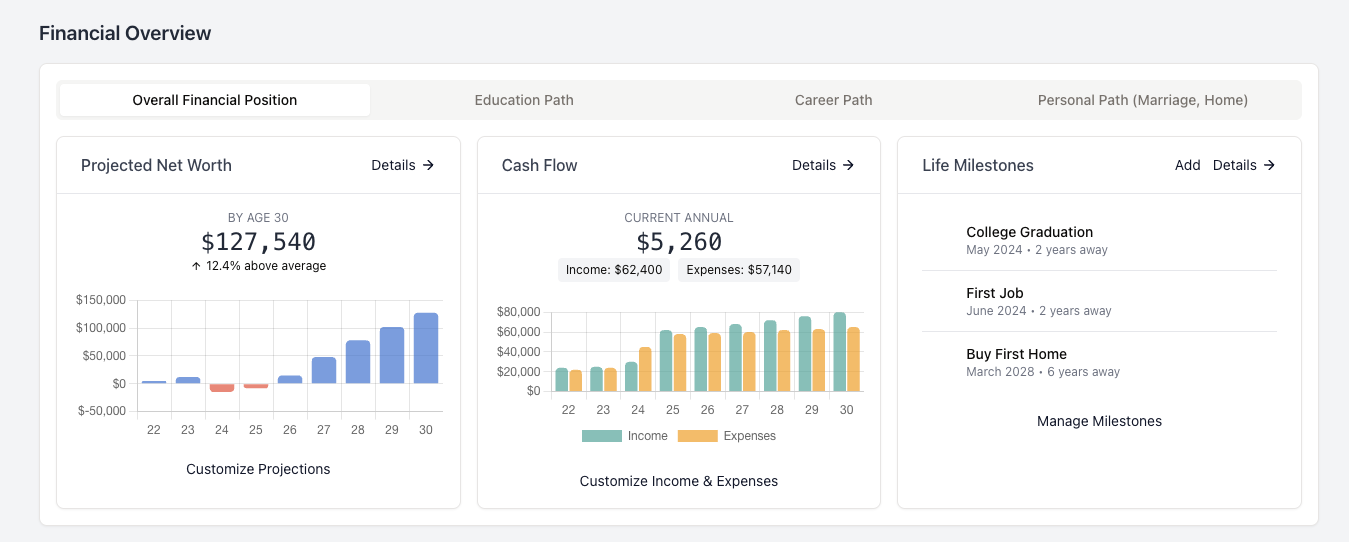 Financial Overview
Overall Financial Position
Education Path
Career Path
Personal Path (Marriage, Home)
Projected Net Worth
Details →
BY AGE 30
$127,540
↑ 12.4% above average
$150,000
$100,000
$50,000
$0
$-50,000
22 23 24 25 26 27 28 29 30
Customize Projections
Cash Flow
Details →
CURRENT ANNUAL
$5,260
Income: $62,400 Expenses: $57,140
$80,000
$60,000
$40,000
$20,000
$0
22 23 24 25 26 27 28 29 30
Income Expenses
Customize Income & Expenses
Life Milestones
Add Details →
College Graduation
May 2024 • 2 years away
First Job
June 2024 • 2 years away
Buy First Home
March 2028 • 6 years away
Manage Milestones